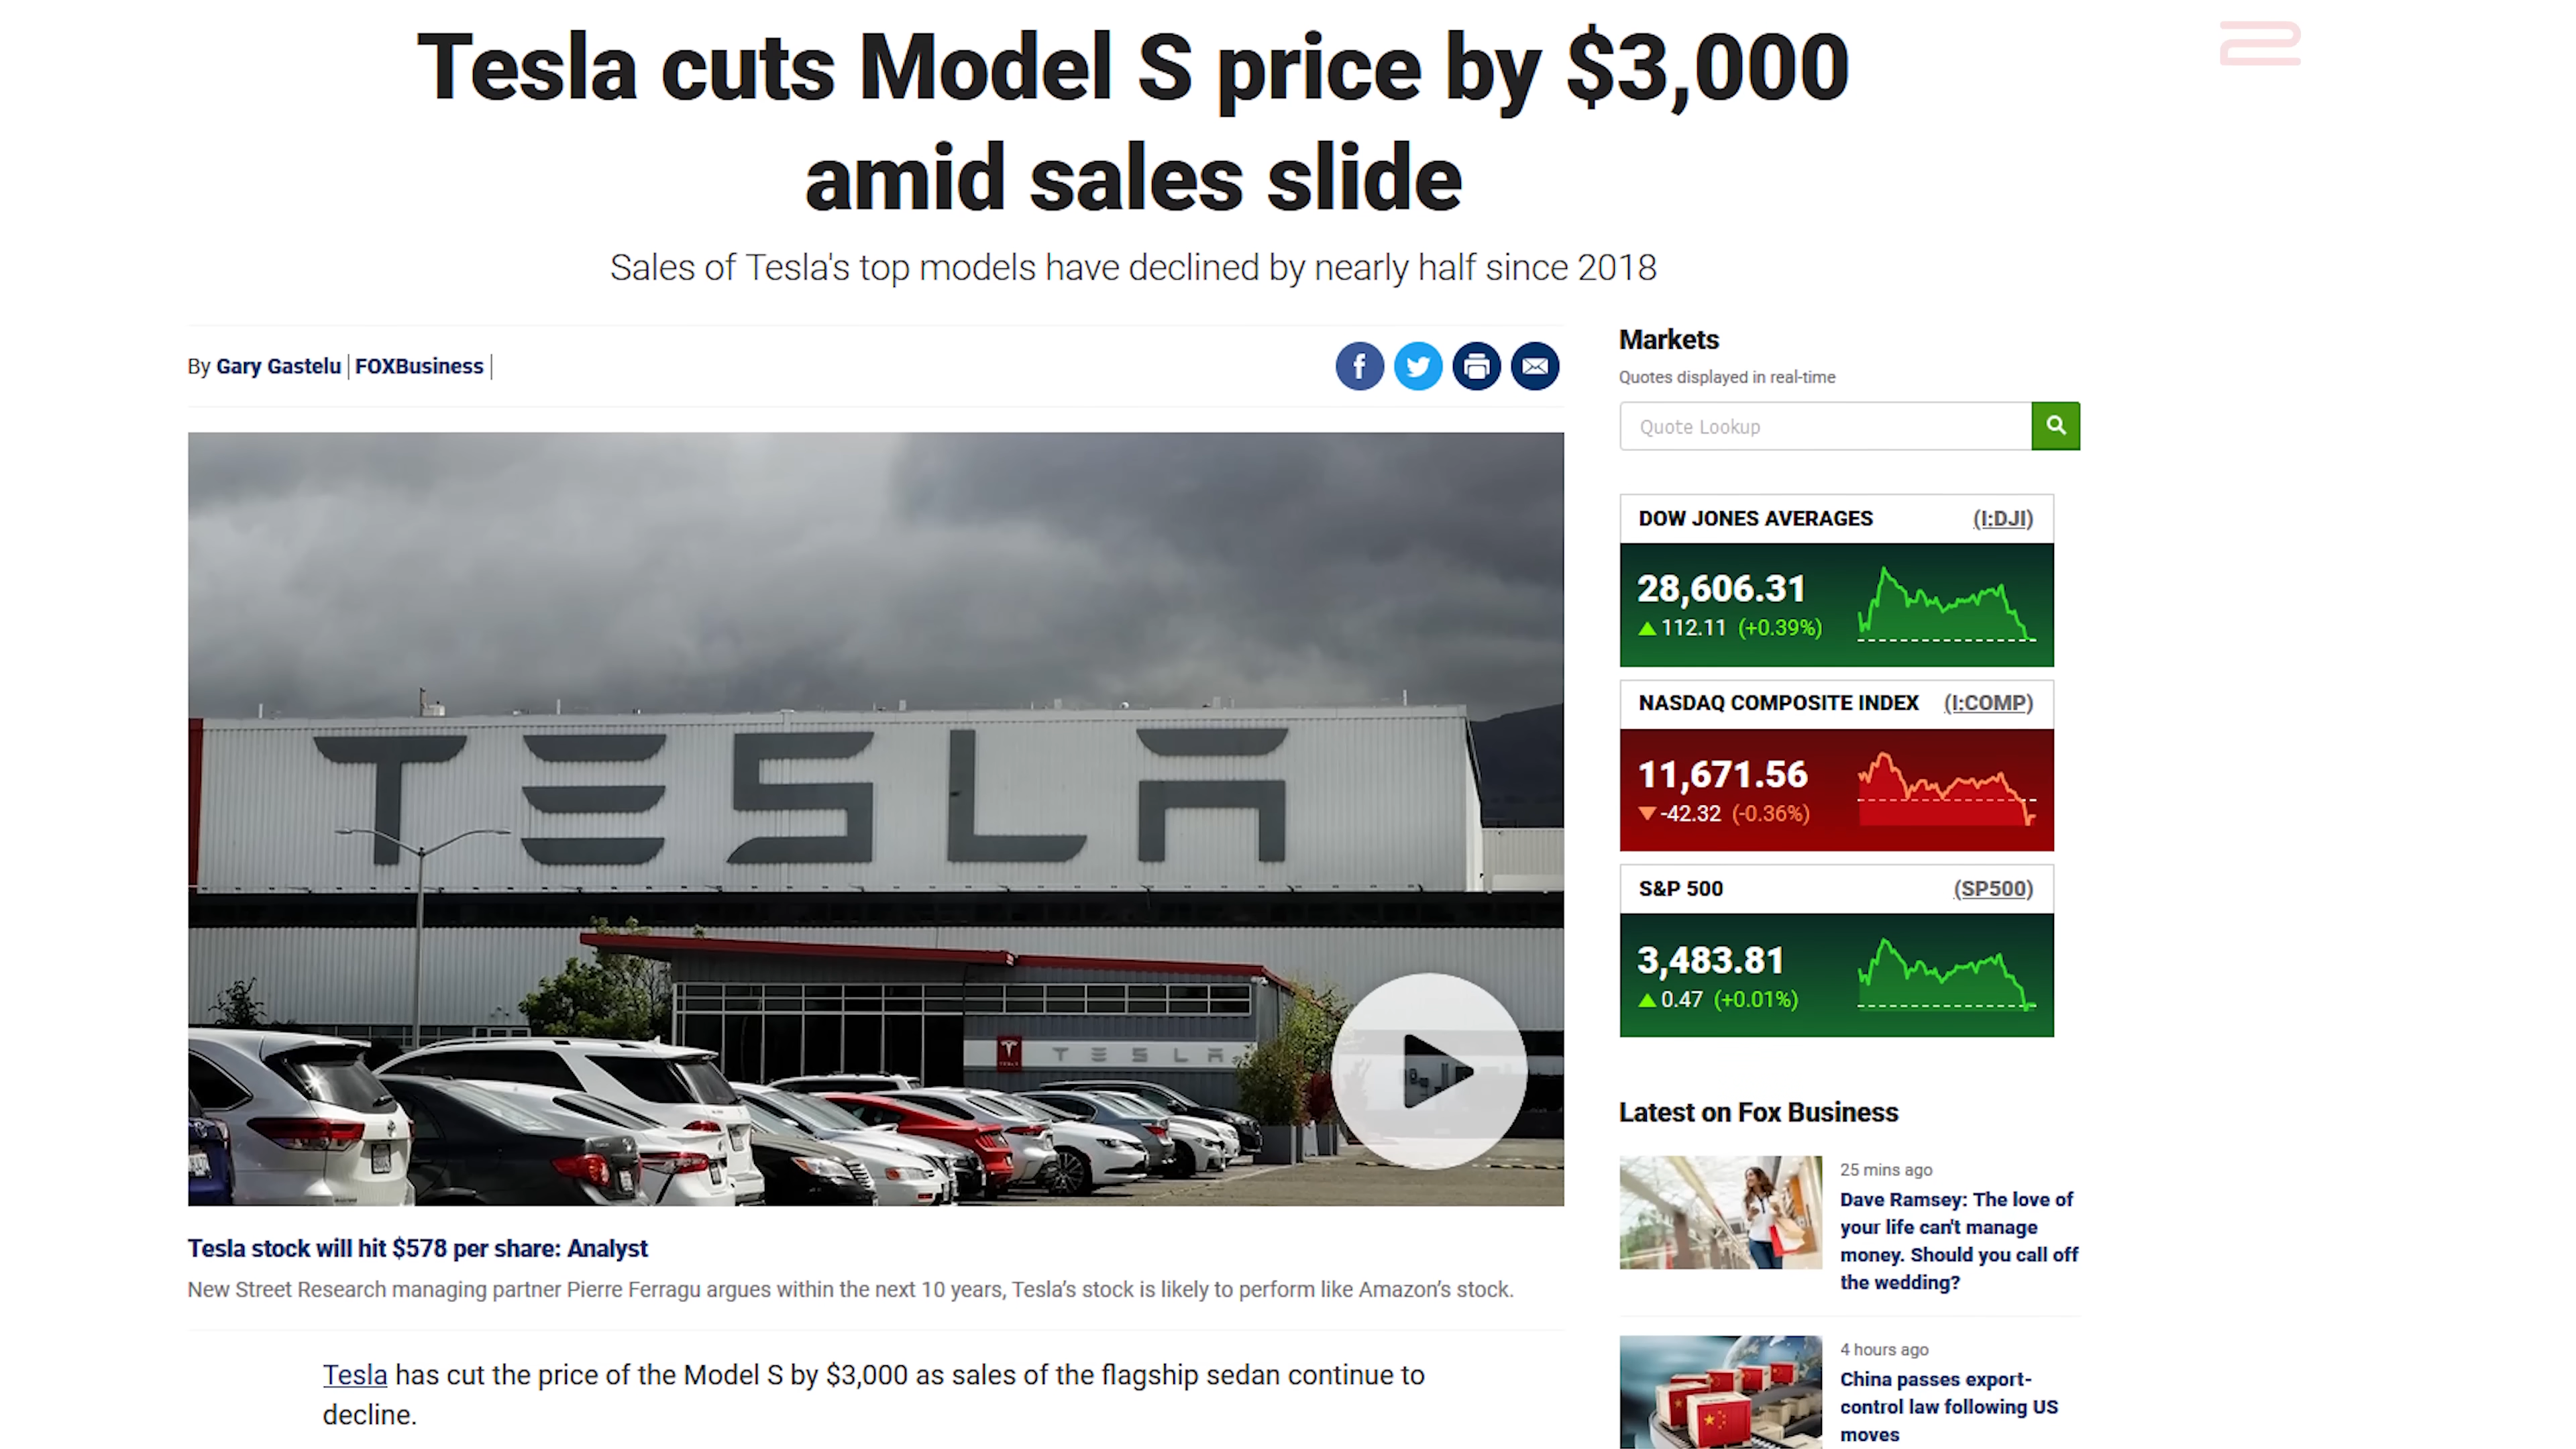 Tesla cuts Model S price by $3,000
amid sales slide
Sales of Tesla's top models have declined by nearly half since 2018
By Gary Gastelu | FOXBusiness |
TESLA
TESLA
Tesla stock will hit $578 per share: Analyst
New Street Research managing partner Pierre Ferragu argues within the next 10 years, Tesla’s stock is likely to perform like Amazon’s stock.
Tesla has cut the price of the Model S by $3,000 as sales of the flagship sedan continue to
decline.
Markets
Quotes displayed in real-time
Quote Lookup
DOW JONES AVERAGES (I:DJI)
28,606.31
▲ 112.11 (+0.39%)
NASDAQ COMPOSITE INDEX (I:COMP)
11,671.56
▼ -42.32 (-0.36%)
S&P 500 (SP500)
3,483.81
▲ 0.47 (+0.01%)
Latest on Fox Business
25 mins ago
Dave Ramsey: The love of
your life can't manage
money. Should you call off
the wedding?
4 hours ago
China passes export-
control law following US
moves